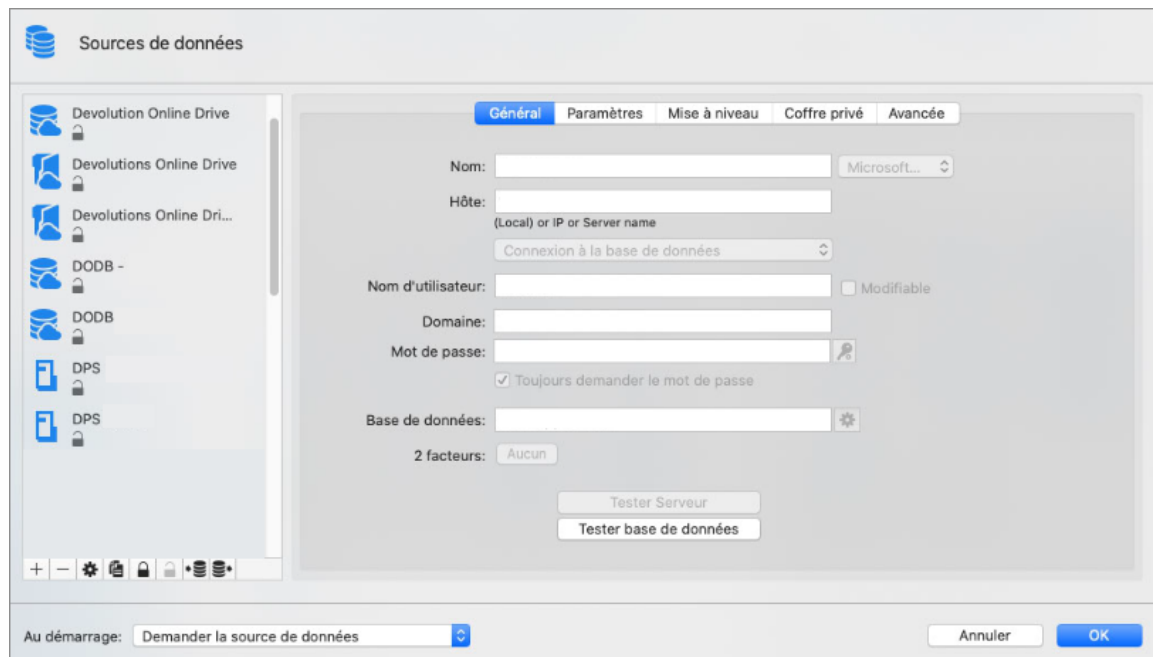 Sources de données
Devolution Online Drive
Devolutions Online Drive
Devolutions Online Dri...
DODB -
DODB
DPS
DPS
Général Paramètres Mise à niveau Coffre privé Avancée
Nom: Microsoft...
Hôte:
(Local) or IP or Server name
Connexion à la base de données
Nom d'utilisateur: Modifiable
Domaine:
Mot de passe:
Toujours demander le mot de passe
Base de données:
2 facteurs: Aucun
Tester Serveur
Tester base de données
Au démarrage: Demander la source de données Annuler OK